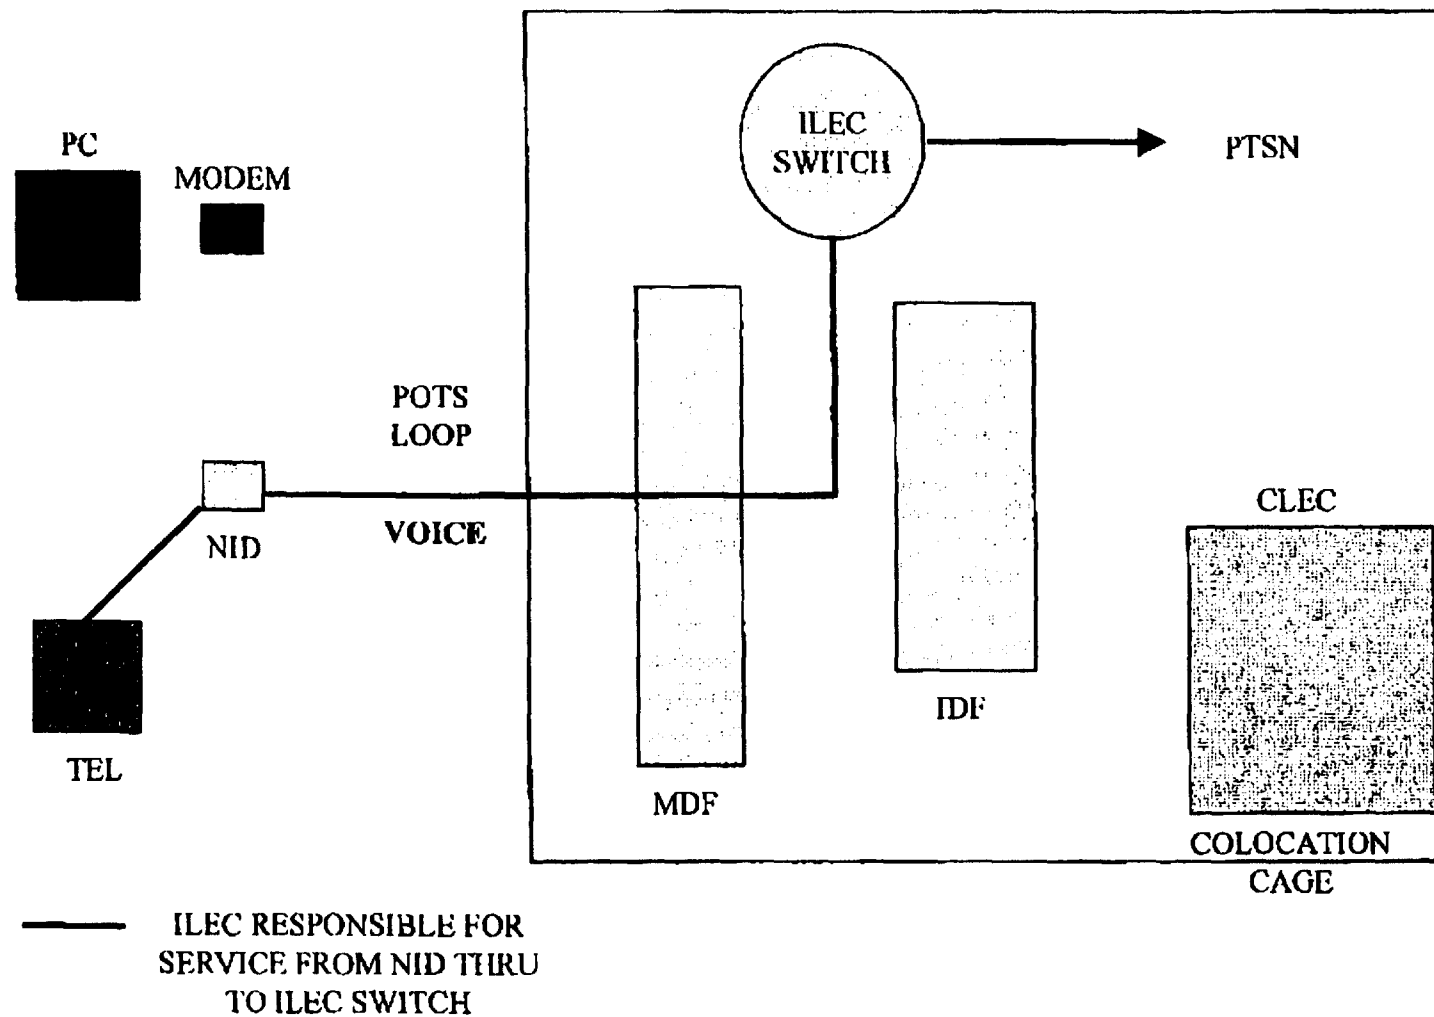 PC
MODEM
ILEC
SWITCH
PTSN
POTS
LOOP
VOICE
NID
TEL
MDF
IDF
CLEC
COLOCATION
CAGE
ILEC RESPONSIBLE FOR
SERVICE FROM NID THRU
TO ILEC SWITCH